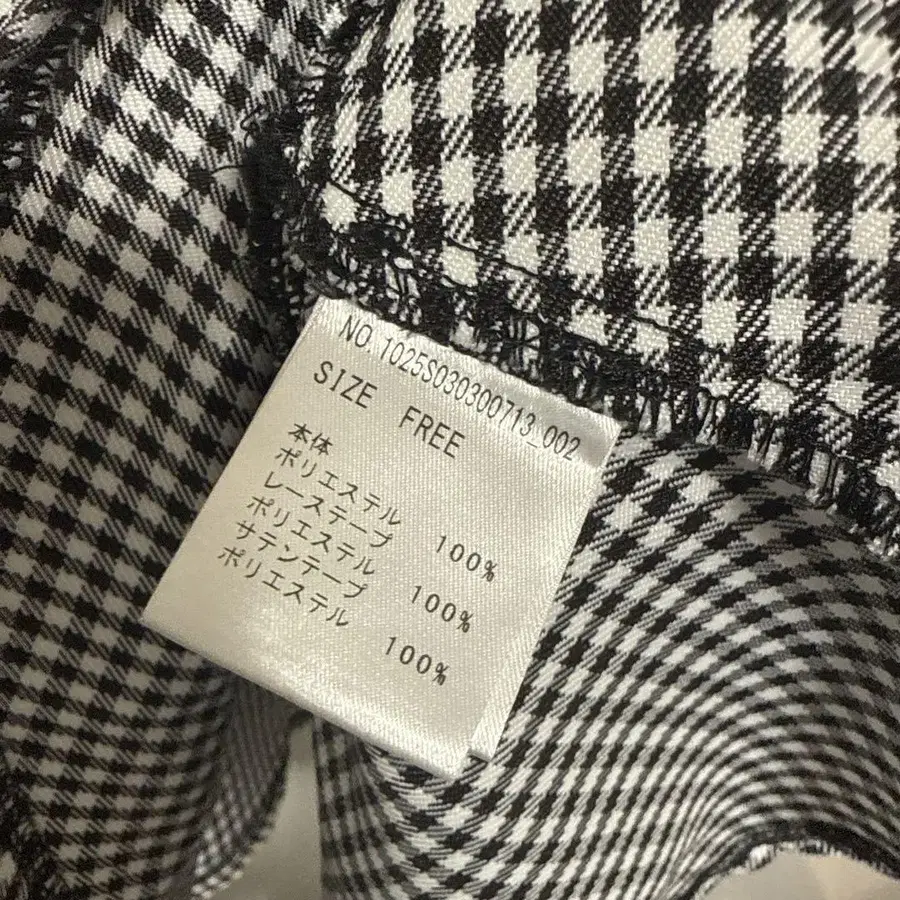 NO.1025S030300713_002
SIZE FREE
本体
ポリエステル 100%
レーステープ
ポリエステル 100%
サテンテープ
ポリエステル 100%